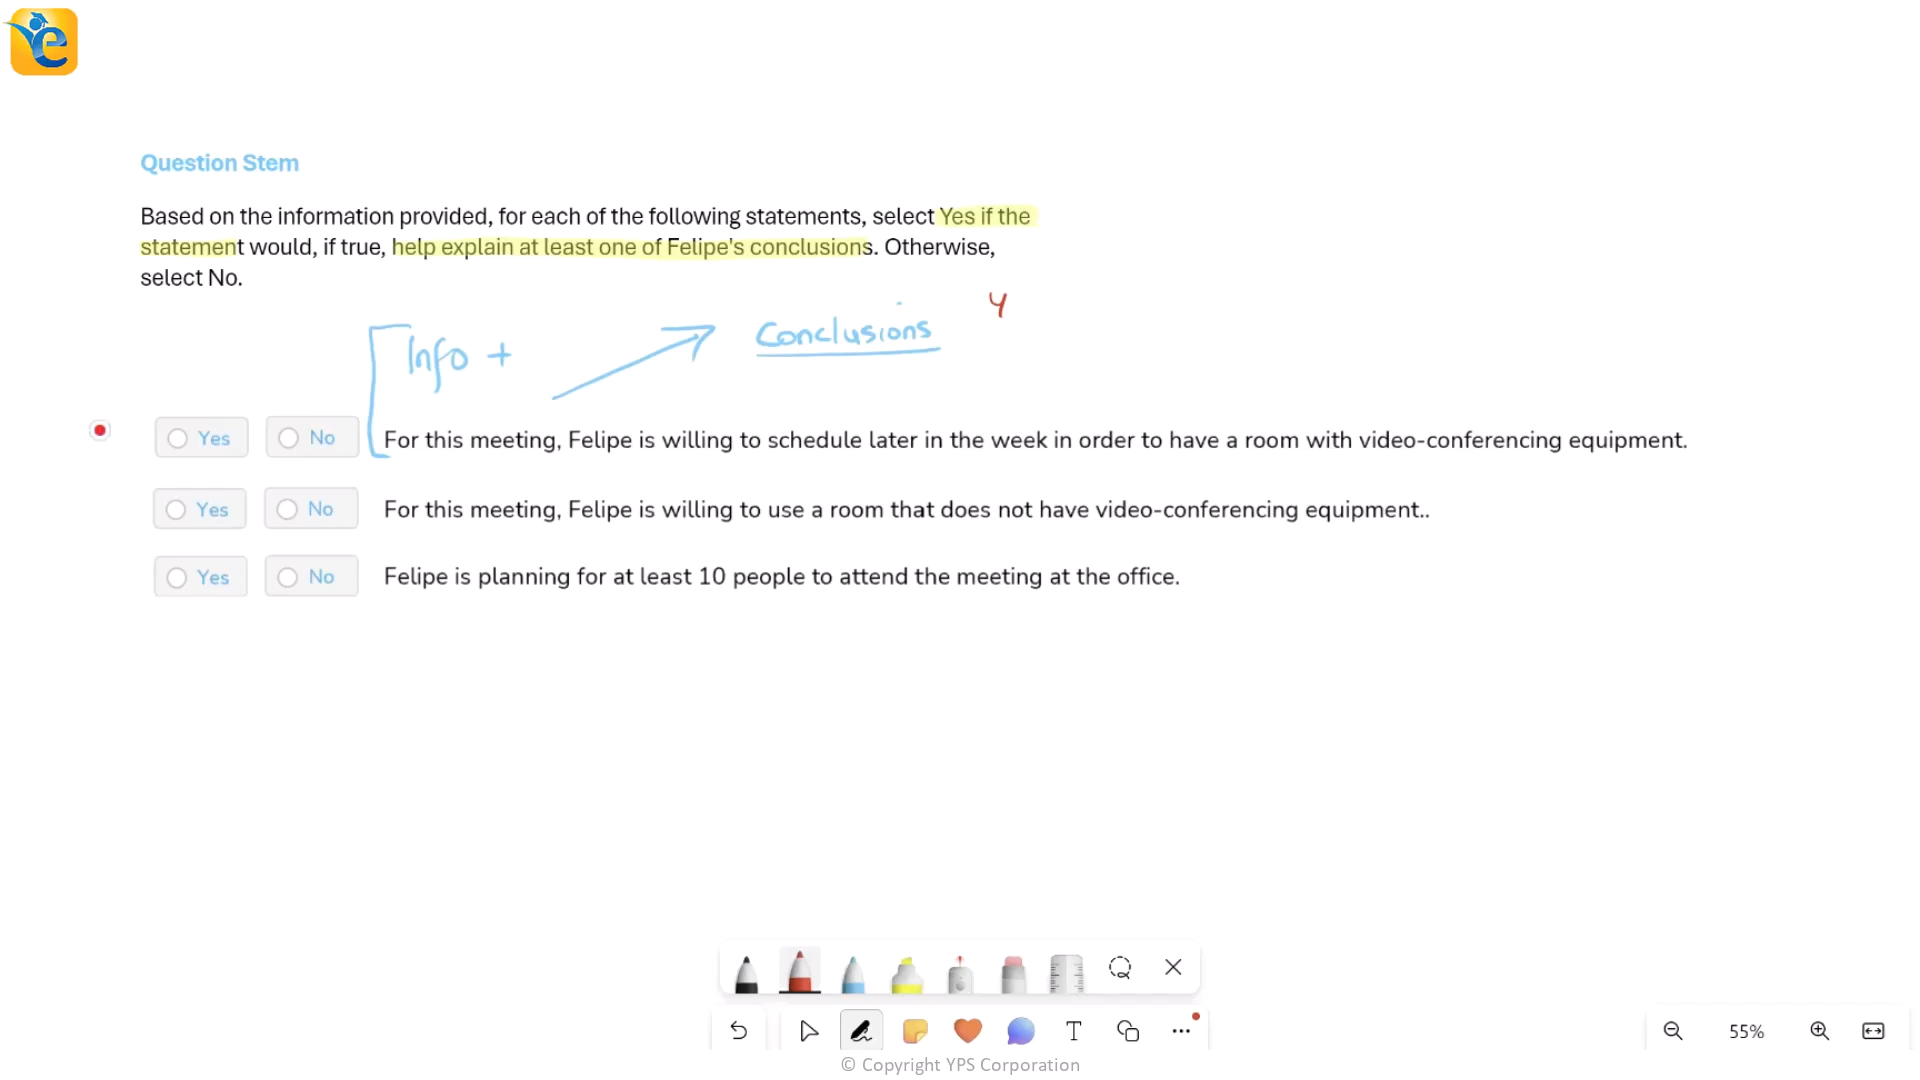 e
Question Stem
Based on the information provided, for each of the following statements, select Yes if the
statement would, if true, help explain at least one of Felipe's conclusions. Otherwise,
select No.
Info + Conclusions
Yes No For this meeting, Felipe is willing to schedule later in the week in order to have a room with video-conferencing equipment.
Yes No For this meeting, Felipe is willing to use a room that does not have video-conferencing equipment..
Yes No Felipe is planning for at least 10 people to attend the meeting at the office.
T
55%
© Copyright YPS Corporation